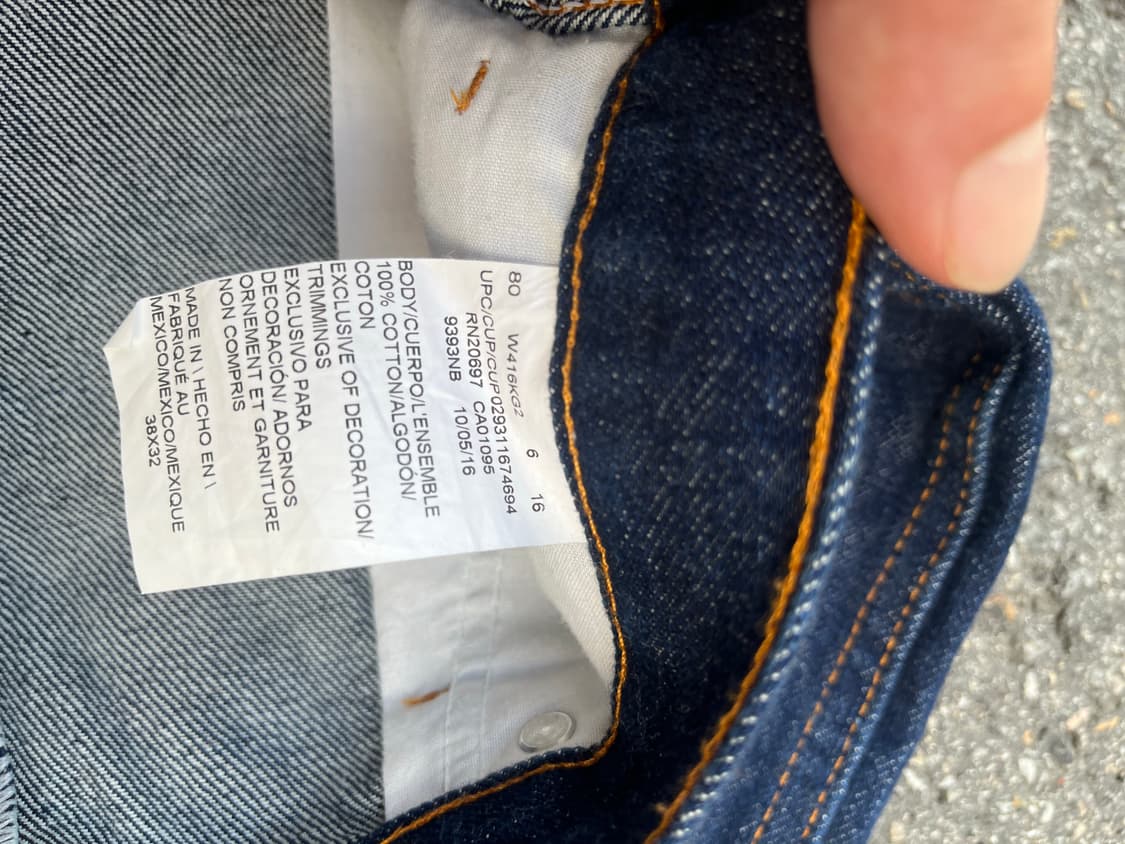 80 W416KG2 6 16
UPC/CUP/CUP029311674694
RN20697 CA01095
9393NB 10/05/16
BODY/CUERPO/L'ENSEMBLE
100% COTTON/ALGODÓN/
COTON
EXCLUSIVE OF DECORATION/
TRIMMINGS
EXCLUSIVO PARA
DECORACIÓN/ ADORNOS
ORNEMENT ET GARNITURE
NON COMPRIS
MADE IN \ HECHO EN \
FABRIQUÉ AU
MEXICO/MEXICO/MEXIQUE
38X32